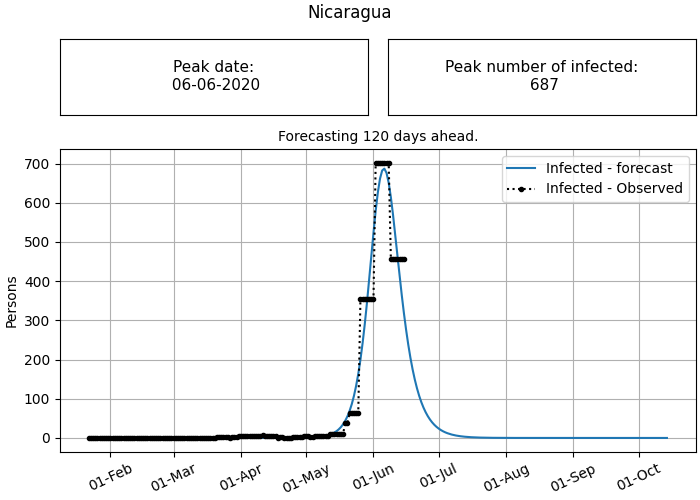 Nicaragua
Peak date:
06-06-2020
Peak number of infected:
687
Forecasting 120 days ahead.
Infected - forecast
Infected - Observed
Persons
700
600
500
400
300
200
100
0
01-Feb
01-Mar
01-Apr
01-May
01-Jun
01-Jul
01-Aug
01-Sep
01-Oct